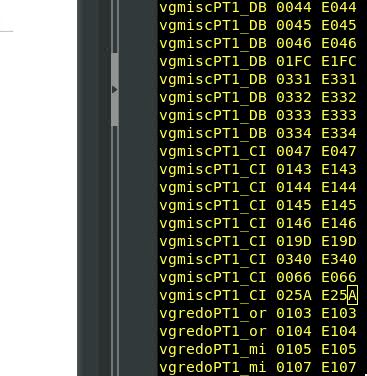 vgmiscPT1_DB 0044 E044
vgmiscPT1_DB 0045 E045
vgmiscPT1_DB 0046 E046
vgmiscPT1_DB 01FC E1FC
vgmiscPT1_DB 0331 E331
vgmiscPT1_DB 0332 E332
vgmiscPT1_DB 0333 E333
vgmiscPT1_DB 0334 E334
vgmiscPT1_CI 0047 E047
vgmiscPT1_CI 0143 E143
vgmiscPT1_CI 0144 E144
vgmiscPT1_CI 0145 E145
vgmiscPT1_CI 0146 E146
vgmiscPT1_CI 019D E19D
vgmiscPT1_CI 0340 E340
vgmiscPT1_CI 0066 E066
vgmiscPT1_CI 025A E25A
vgredoPT1_or 0103 E103
vgredoPT1_or 0104 E104
vgredoPT1_mi 0105 E105
vgredoPT1_mi 0107 E107